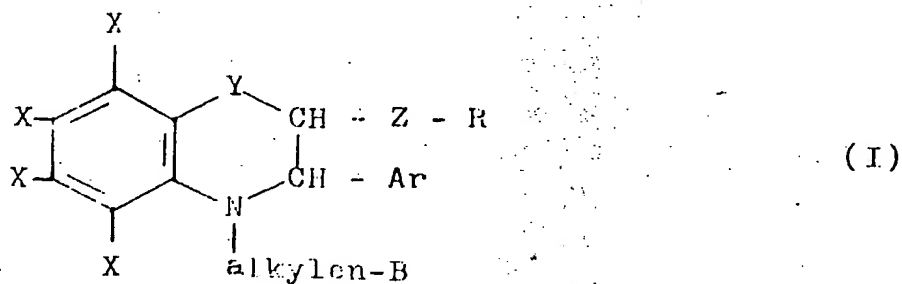 X
X Y CH - Z - R
(I)
X CH - Ar
N
X alkylen-B